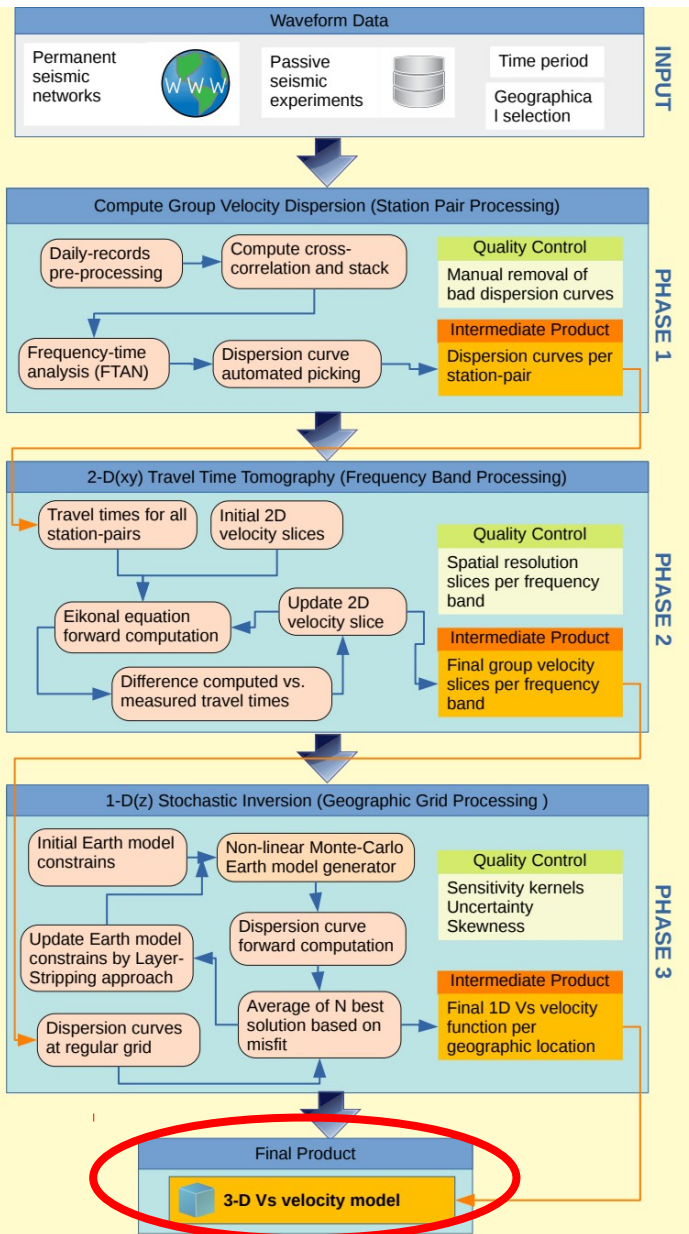 Waveform Data
Permanent
seismic
networks
W W W
Passive
seismic
experiments
Time period
Geographica
l selection
INPUT
Compute Group Velocity Dispersion (Station Pair Processing)
Daily-records
pre-processing
Compute cross-
correlation and stack
Quality Control
Manual removal of
bad dispersion curves
Frequency-time
analysis (FTAN)
Dispersion curve
automated picking
Intermediate Product
Dispersion curves per
station-pair
PHASE 1
2-D(xy) Travel Time Tomography (Frequency Band Processing)
Travel times for all
station-pairs
Initial 2D
velocity slices
Quality Control
Spatial resolution
slices per frequency
band
Eikonal equation
forward computation
Update 2D
velocity slice
Difference computed vs.
measured travel times
Intermediate Product
Final group velocity
slices per frequency
band
PHASE 2
1-D(z) Stochastic Inversion (Geographic Grid Processing )
Initial Earth model
constrains
Non-linear Monte-Carlo
Earth model generator
Quality Control
Sensitivity kernels
Uncertainty
Skewness
Update Earth model
constrains by Layer-
Stripping approach
Dispersion curve
forward computation
Dispersion curves
at regular grid
Average of N best
solution based on
misfit
Intermediate Product
Final 1D Vs velocity
function per
geographic location
PHASE 3
Final Product
3-D Vs velocity model